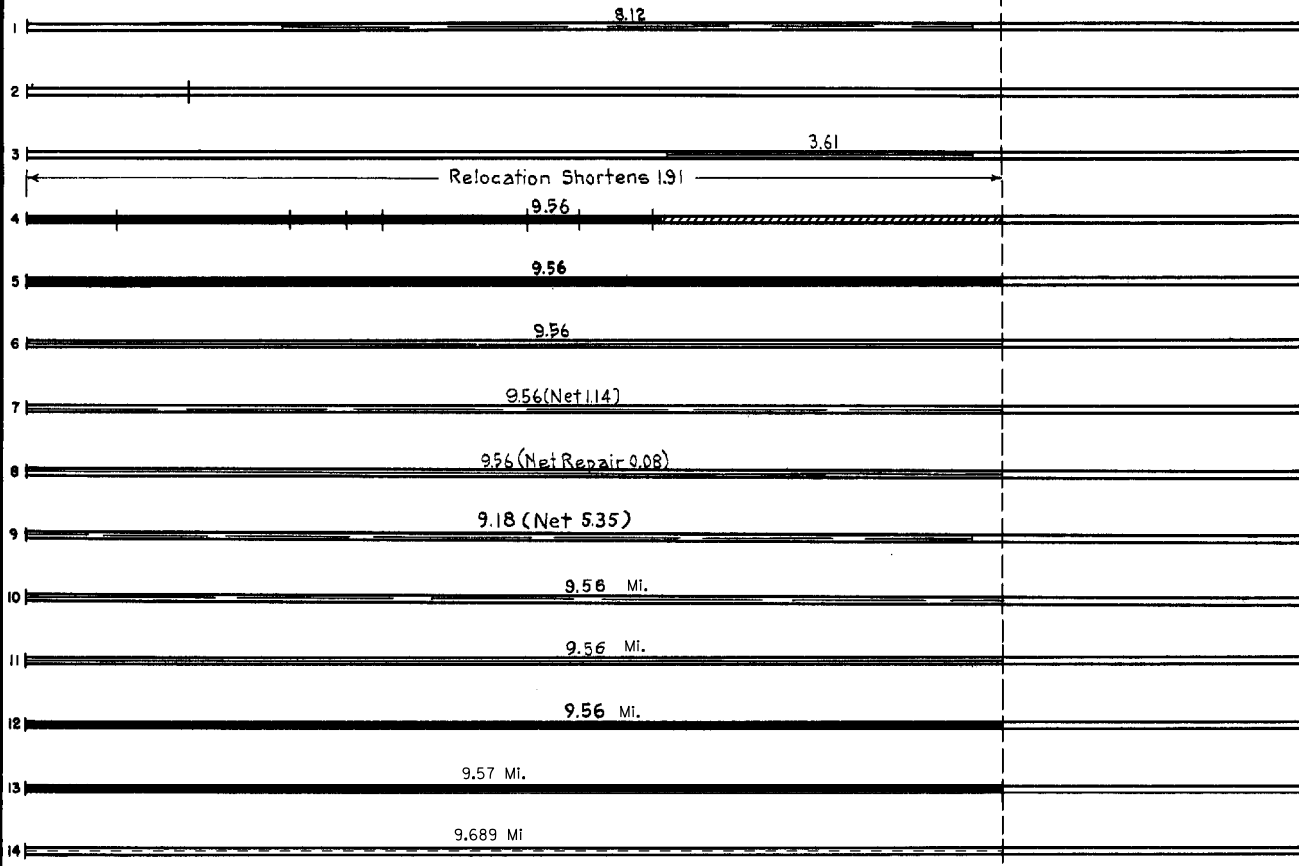 8.12
1
2
3.61
3
Relocation Shortens 1.91
9.56
4
9.56
5
9.56
6
9.56(Net 1.14)
7
9.56 (Net Repair 0.08)
8
9.18 (Net 5.35)
9
9.56 Mi.
10
9.56 Mi.
11
9.56 Mi.
12
9.57 Mi.
13
9.689 Mi
14